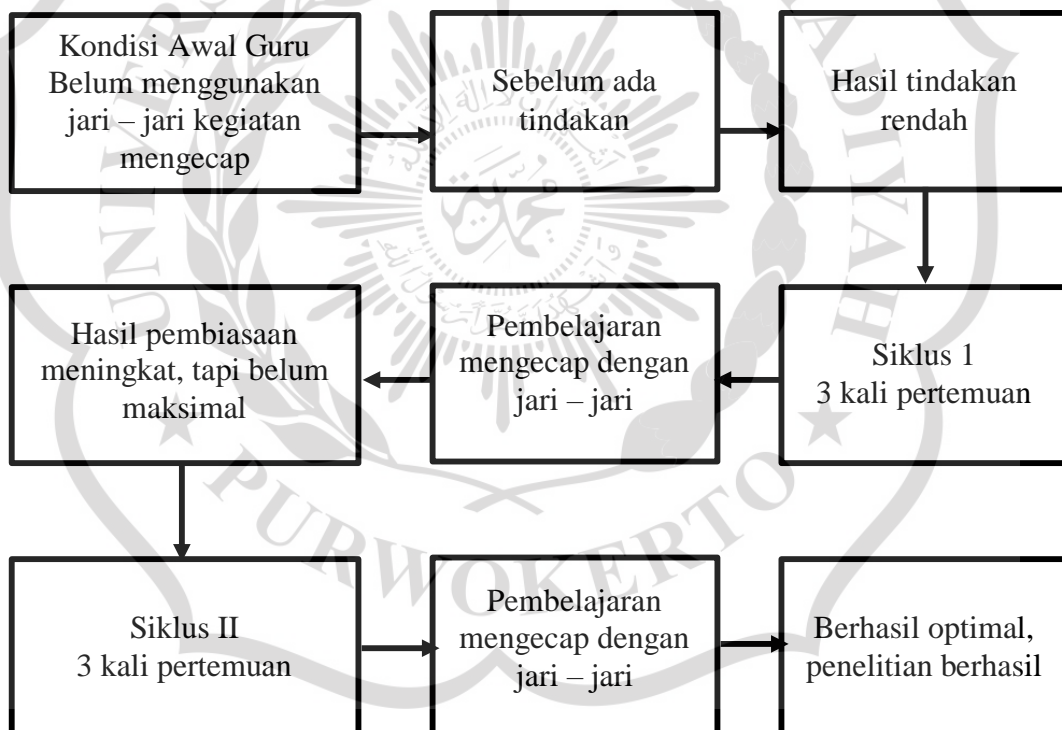 Kondisi Awal Guru
Belum menggunakan
jari – jari kegiatan
mengecap
Sebelum ada
tindakan
Hasil tindakan
rendah
Siklus 1
3 kali pertemuan
Pembelajaran
mengecap dengan
jari – jari
Hasil pembiasaan
meningkat, tapi belum
maksimal
Siklus II
3 kali pertemuan
Pembelajaran
mengecap dengan
jari – jari
Berhasil optimal,
penelitian berhasil
PURWOKERTO